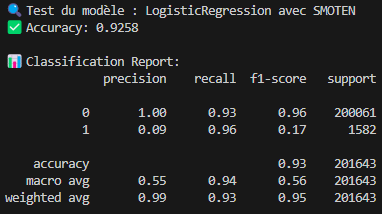 🔍 Test du modèle : LogisticRegression avec SMOTEN
✅ Accuracy: 0.9258
📊 Classification Report:
precision recall f1-score support
0 1.00 0.93 0.96 200061
1 0.09 0.96 0.17 1582
accuracy 0.93 201643
macro avg 0.55 0.94 0.56 201643
weighted avg 0.99 0.93 0.95 201643